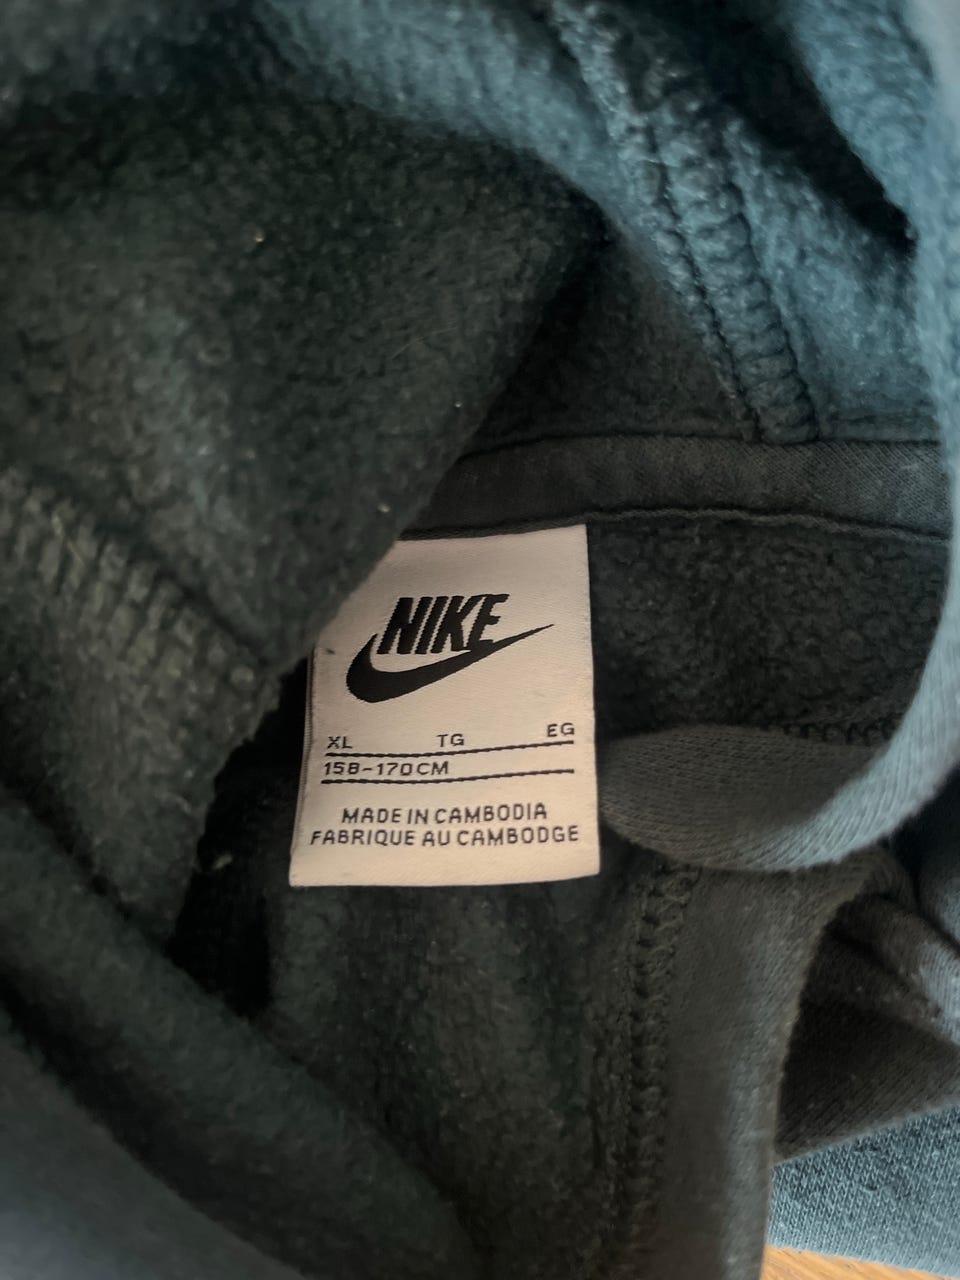 NIKE
XL TG EG
158-170CM
MADE IN CAMBODIA
FABRIQUE AU CAMBODGE